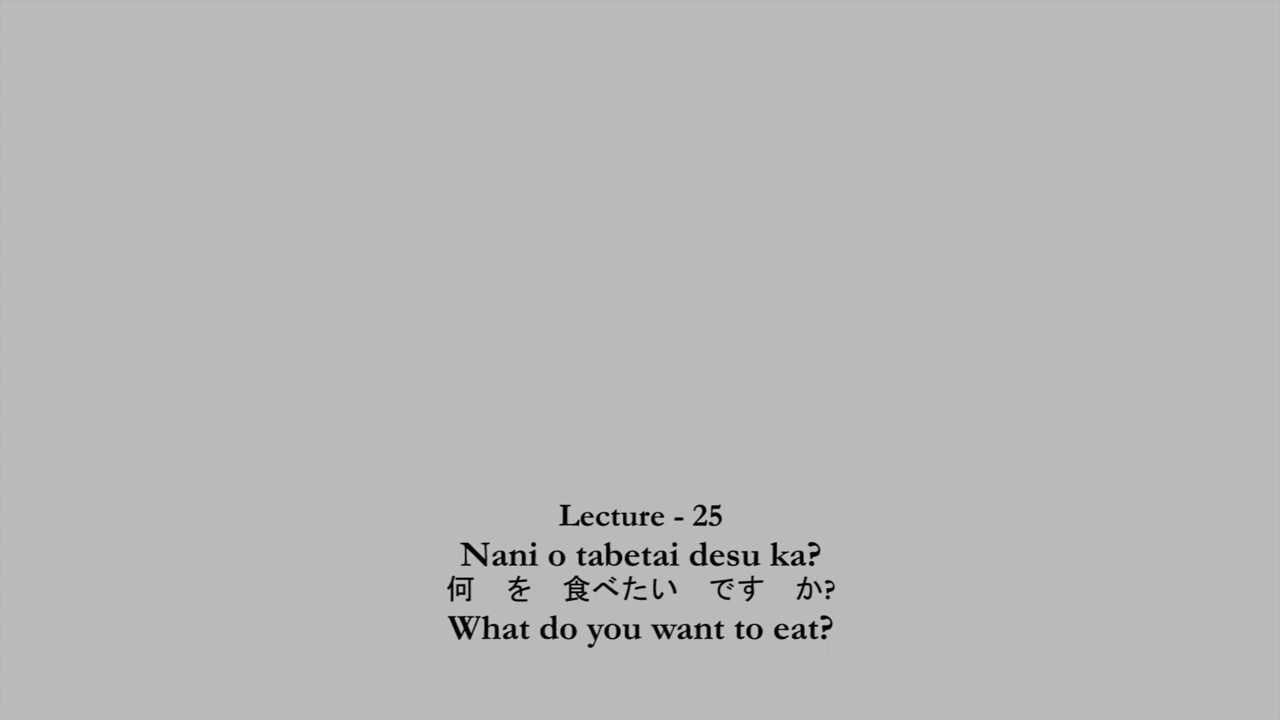 Lecture - 25
Nani o tabetai desu ka?
何　を　食べたい　です　か?
What do you want to eat?